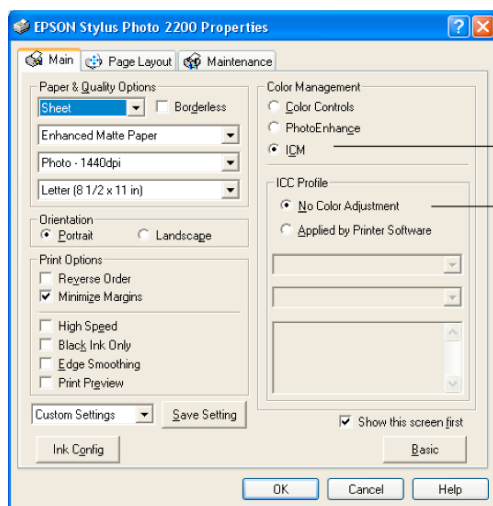 EPSON Stylus Photo 2200 Properties
Main
Page Layout
Maintenance
Paper & Quality Options
Sheet
Borderless
Enhanced Matte Paper
Photo - 1440dpi
Letter (8 1/2 x 11 in)
Orientation
Portrait
Landscape
Print Options
Reverse Order
Minimize Margins
High Speed
Black Ink Only
Edge Smoothing
Print Preview
Custom Settings
Save Setting
Ink Config
Color Management
Color Controls
PhotoEnhance
ICM
ICC Profile
No Color Adjustment
Applied by Printer Software
Show this screen first
Basic
OK
Cancel
Help